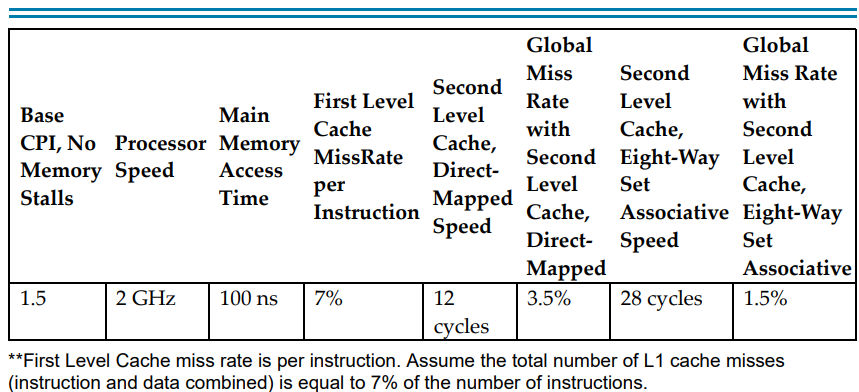 Base CPI, No Memory Stalls
Processor Speed
Main Memory Access Time
First Level Cache MissRate per Instruction
Second Level Cache, Direct-Mapped Speed
Global Miss Rate with Second Level Cache, Direct-Mapped
Second Level Cache, Eight-Way Set Associative Speed
Global Miss Rate with Second Level Cache, Eight-Way Set Associative
1.5
2 GHz
100 ns
7%
12 cycles
3.5%
28 cycles
1.5%
**First Level Cache miss rate is per instruction. Assume the total number of L1 cache misses
(instruction and data combined) is equal to 7% of the number of instructions.